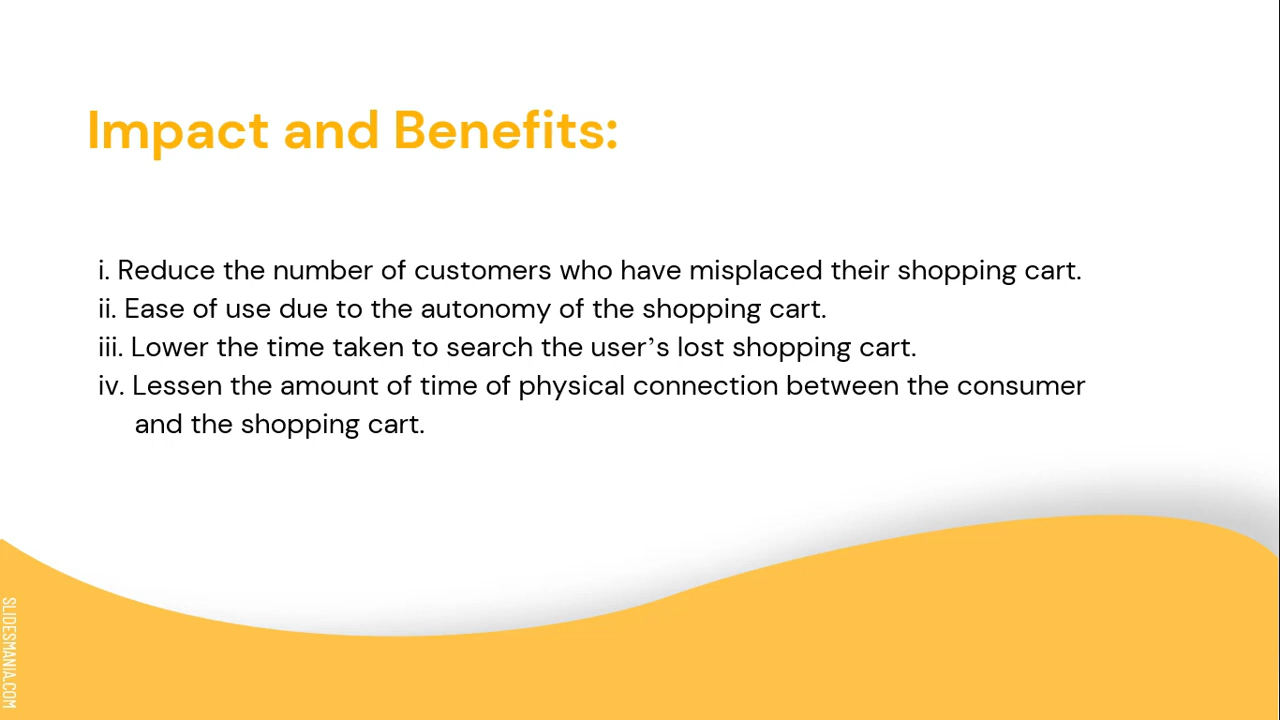 Impact and Benefits:
i. Reduce the number of customers who have misplaced their shopping cart.
ii. Ease of use due to the autonomy of the shopping cart.
iii. Lower the time taken to search the user’s lost shopping cart.
iv. Lessen the amount of time of physical connection between the consumer
and the shopping cart.
SLIDESMANIA.COM